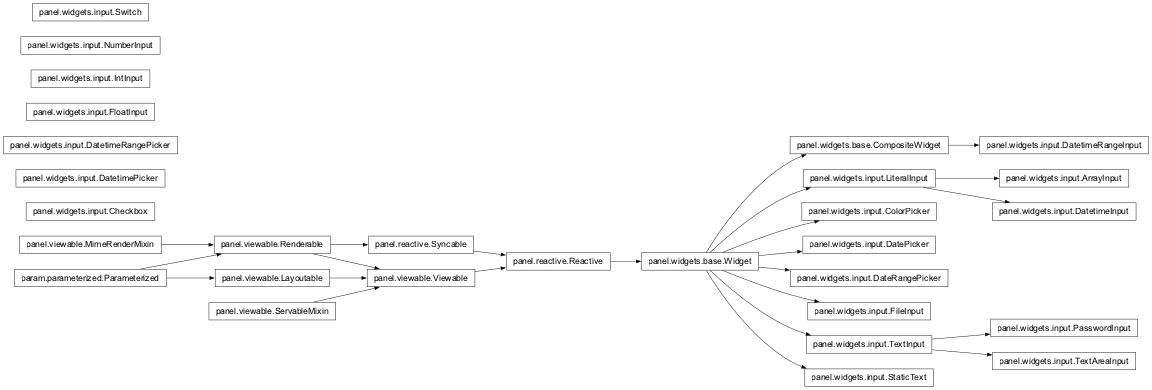 panel.widgets.input.Switch
panel.widgets.input.NumberInput
panel.widgets.input.IntInput
panel.widgets.input.FloatInput
panel.widgets.input.DatetimeRangePicker
panel.widgets.input.DatetimePicker
panel.widgets.input.Checkbox
panel.viewable.MimeRenderMixin
param.parameterized.Parameterized
panel.viewable.Renderable
panel.viewable.Layoutable
panel.viewable.ServableMixin
panel.reactive.Syncable
panel.viewable.Viewable
panel.reactive.Reactive
panel.widgets.base.Widget
panel.widgets.base.CompositeWidget
panel.widgets.input.LiteralInput
panel.widgets.input.ColorPicker
panel.widgets.input.DatePicker
panel.widgets.input.DateRangePicker
panel.widgets.input.FileInput
panel.widgets.input.TextInput
panel.widgets.input.StaticText
panel.widgets.input.DatetimeRangeInput
panel.widgets.input.ArrayInput
panel.widgets.input.DatetimeInput
panel.widgets.input.PasswordInput
panel.widgets.input.TextAreaInput